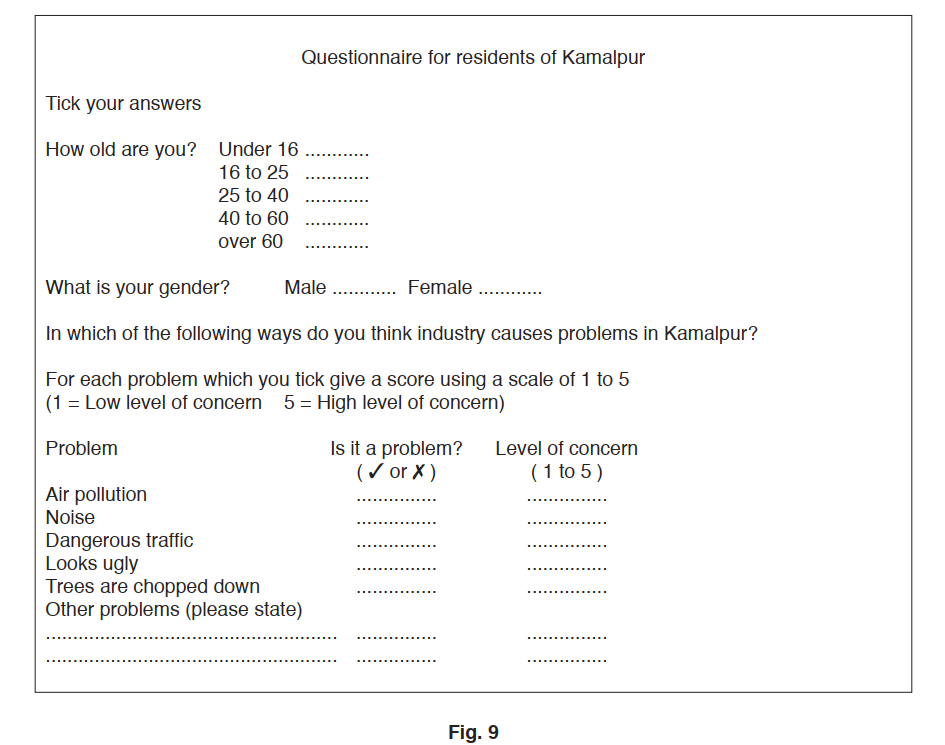 Questionnaire for residents of Kamalpur
Tick your answers
How old are you? Under 16 ............
16 to 25 ............
25 to 40 ............
40 to 60 ............
over 60 ............
What is your gender? Male ............ Female ............
In which of the following ways do you think industry causes problems in Kamalpur?
For each problem which you tick give a score using a scale of 1 to 5
(1 = Low level of concern 5 = High level of concern)
Problem Is it a problem? Level of concern
( ✓ or ✗ ) ( 1 to 5 )
Air pollution ............... ...............
Noise ............... ...............
Dangerous traffic ............... ...............
Looks ugly ............... ...............
Trees are chopped down ............... ...............
Other problems (please state)
....................................................... ............... ...............
....................................................... ............... ...............
Fig. 9